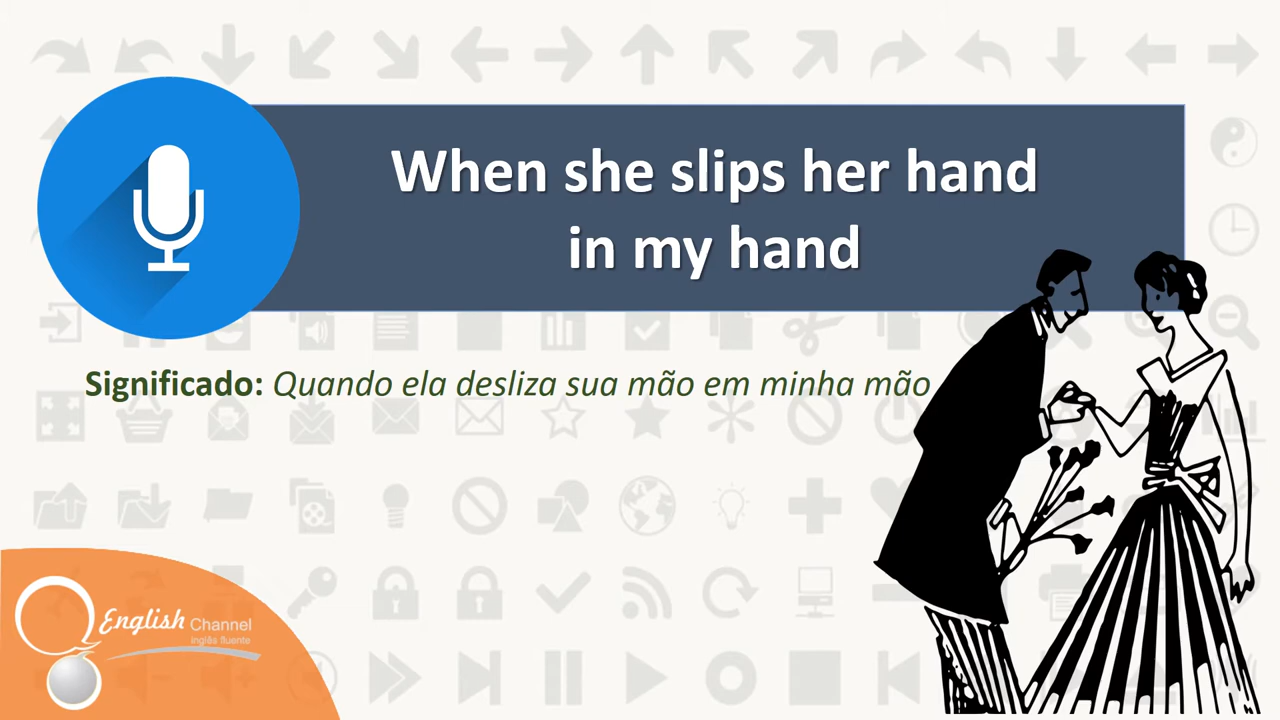 When she slips her hand
in my hand
Significado: Quando ela desliza sua mão em minha mão
English Channel
inglês fluente